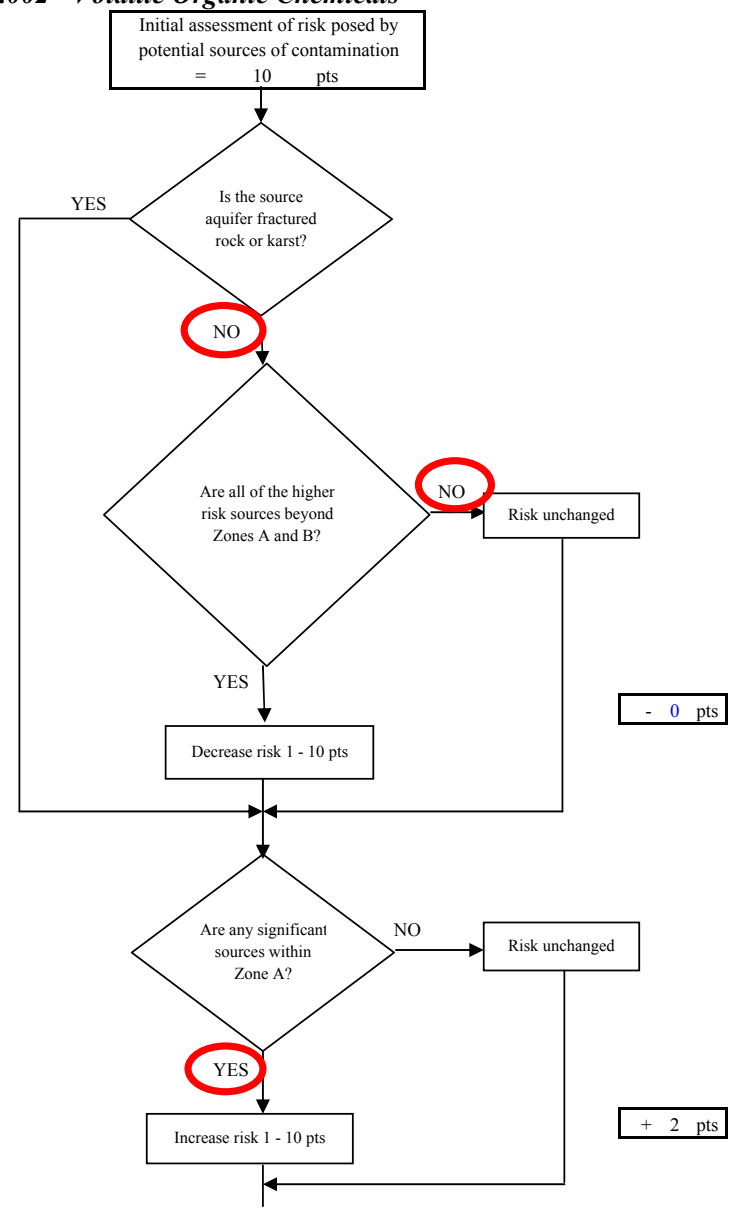 Volatile Organic Chemicals
Initial assessment of risk posed by
potential sources of contamination
= 10 pts
YES
Is the source
aquifer fractured
rock or karst?
NO
Are all of the higher
risk sources beyond
Zones A and B?
NO
Risk unchanged
YES
- 0 pts
Decrease risk 1 - 10 pts
Are any significant
sources within
Zone A?
NO
Risk unchanged
YES
Increase risk 1 - 10 pts
+ 2 pts